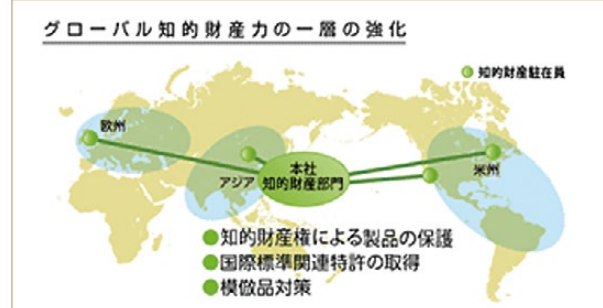 グローバル知的財産力の一層の強化
知的財産駐在員
欧州
アジア
本社
知的財産部門
米州
●知的財産権による製品の保護
●国際標準関連特許の取得
●模倣品対策